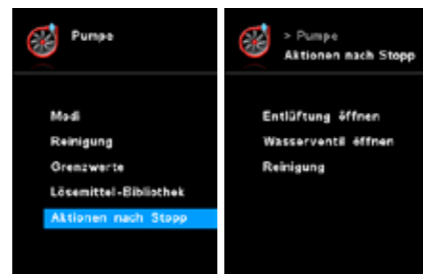 Pumpe
Modi
Reinigung
Grenzwerte
Lösemittel-Bibliothek
Aktionen nach Stopp
> Pumpe
Aktionen nach Stopp
Entlüftung öffnen
Wasserventil öffnen
Reinigung